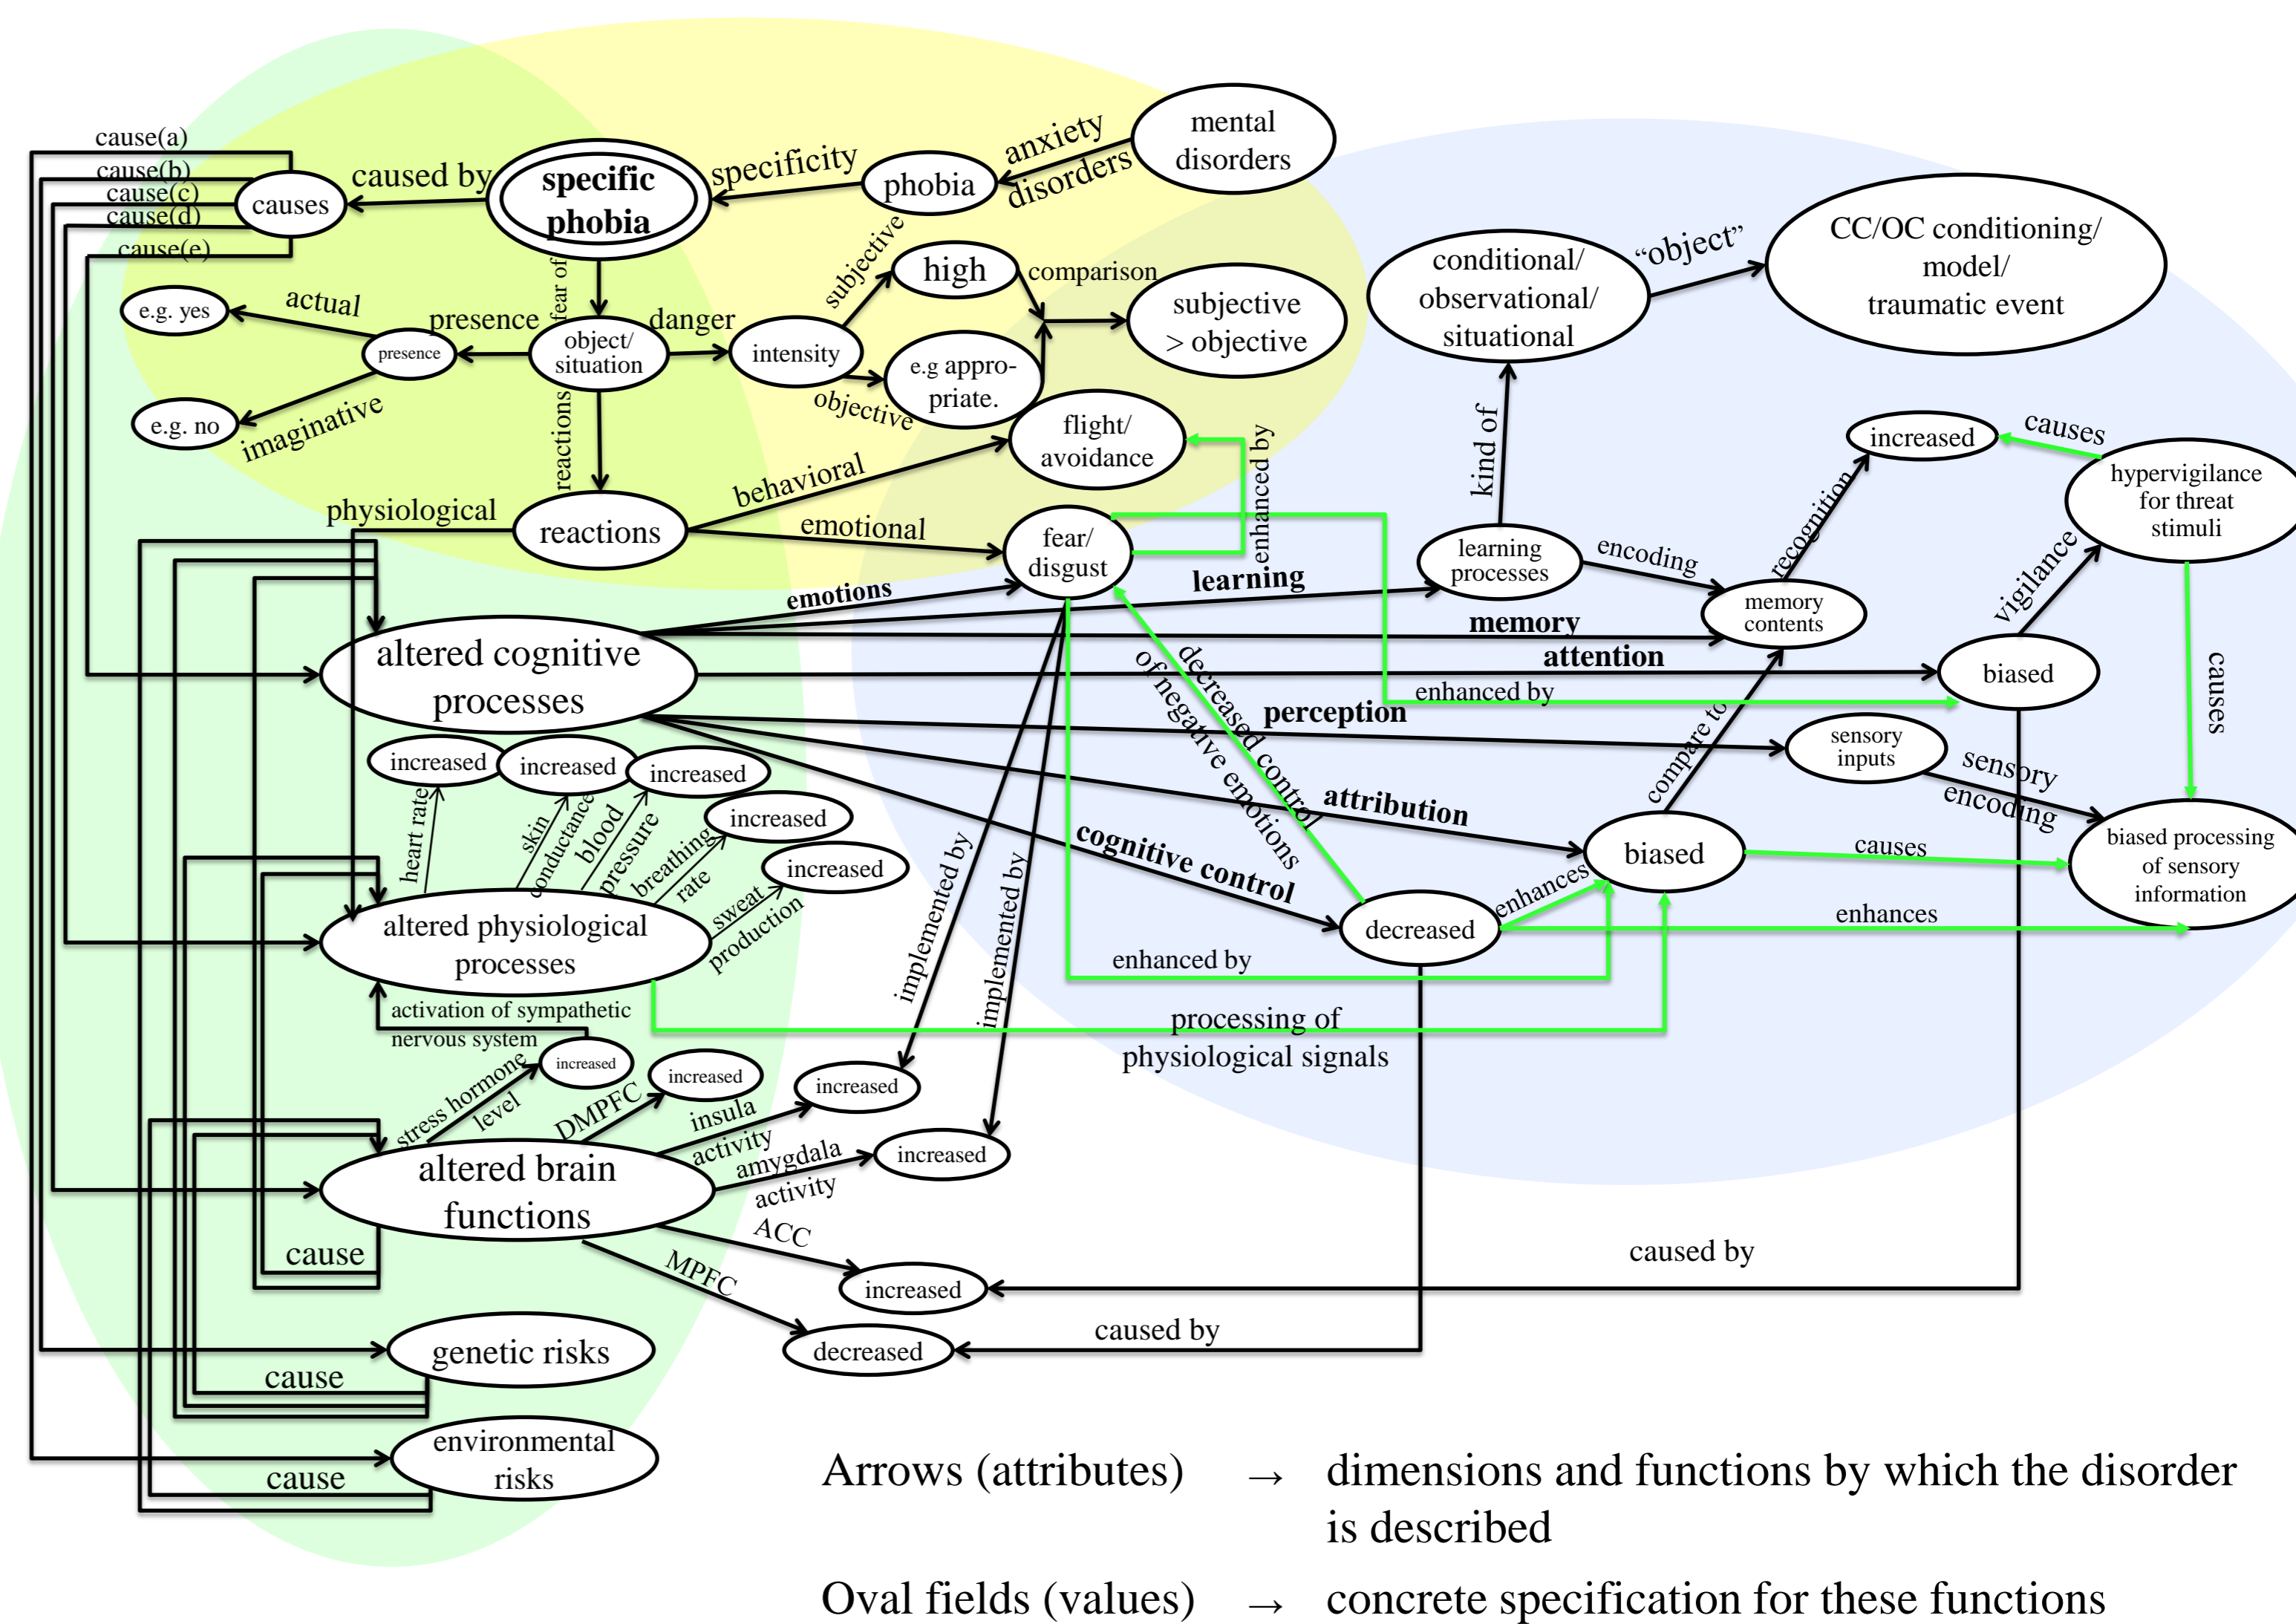 cause(a)
cause(b)
cause(c)
cause(d)
cause(e)
causes
caused by
specific
phobia
specificity
phobia
anxiety
disorders
mental
disorders
fear of
subjective
high
comparison
subjective
> objective
e.g. yes
actual
presence
presence
object/
situation
danger
intensity
e.g appro-
priate.
objective
e.g. no
imaginative
reactions
flight/
avoidance
behavioral
physiological
reactions
emotional
fear/
disgust
enhanced by
conditional/
observational/
situational
“object”
CC/OC conditioning/
model/
traumatic event
kind of
increased
causes
hypervigilance
for threat
stimuli
recognition
learning
processes
encoding
memory
contents
vigilance
emotions
learning
memory
attention
biased
causes
altered cognitive
processes
enhanced by
perception
decreased control
of negative emotions
compare to
sensory
inputs
sensory
encoding
increased
increased
increased
increased
increased
heart rate
skin
conductance
blood
pressure
breathing
rate
sweat
production
attribution
cognitive control
biased
causes
biased processing
of sensory
information
enhances
enhances
decreased
altered physiological
processes
implemented by
implemented by
enhanced by
activation of sympathetic
nervous system
processing of
physiological signals
stress hormone
level
increased
DMPFC
increased
insula
activity
increased
amygdala
activity
increased
altered brain
functions
ACC
increased
MPFC
decreased
caused by
caused by
cause
genetic risks
cause
environmental
risks
cause
Arrows (attributes) → dimensions and functions by which the disorder
is described
Oval fields (values) → concrete specification for these functions